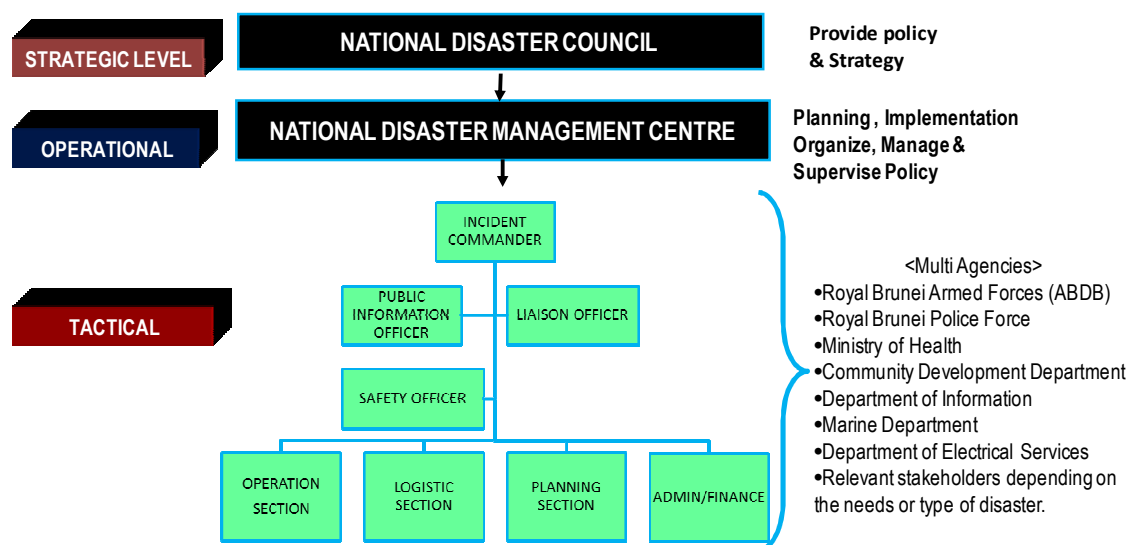 STRATEGIC LEVEL
NATIONAL DISASTER COUNCIL
Provide policy
& Strategy
OPERATIONAL
NATIONAL DISASTER MANAGEMENT CENTRE
Planning , Implementation
Organize, Manage &
Supervise Policy
TACTICAL
INCIDENT
COMMANDER
PUBLIC
INFORMATION
OFFICER
LIAISON OFFICER
SAFETY OFFICER
OPERATION
SECTION
LOGISTIC
SECTION
PLANNING
SECTION
ADMIN/FINANCE
<Multi Agencies>
•Royal Brunei Armed Forces (ABDB)
•Royal Brunei Police Force
•Ministry of Health
•Community Development Department
•Department of Information
•Marine Department
•Department of Electrical Services
•Relevant stakeholders depending on
the needs or type of disaster.